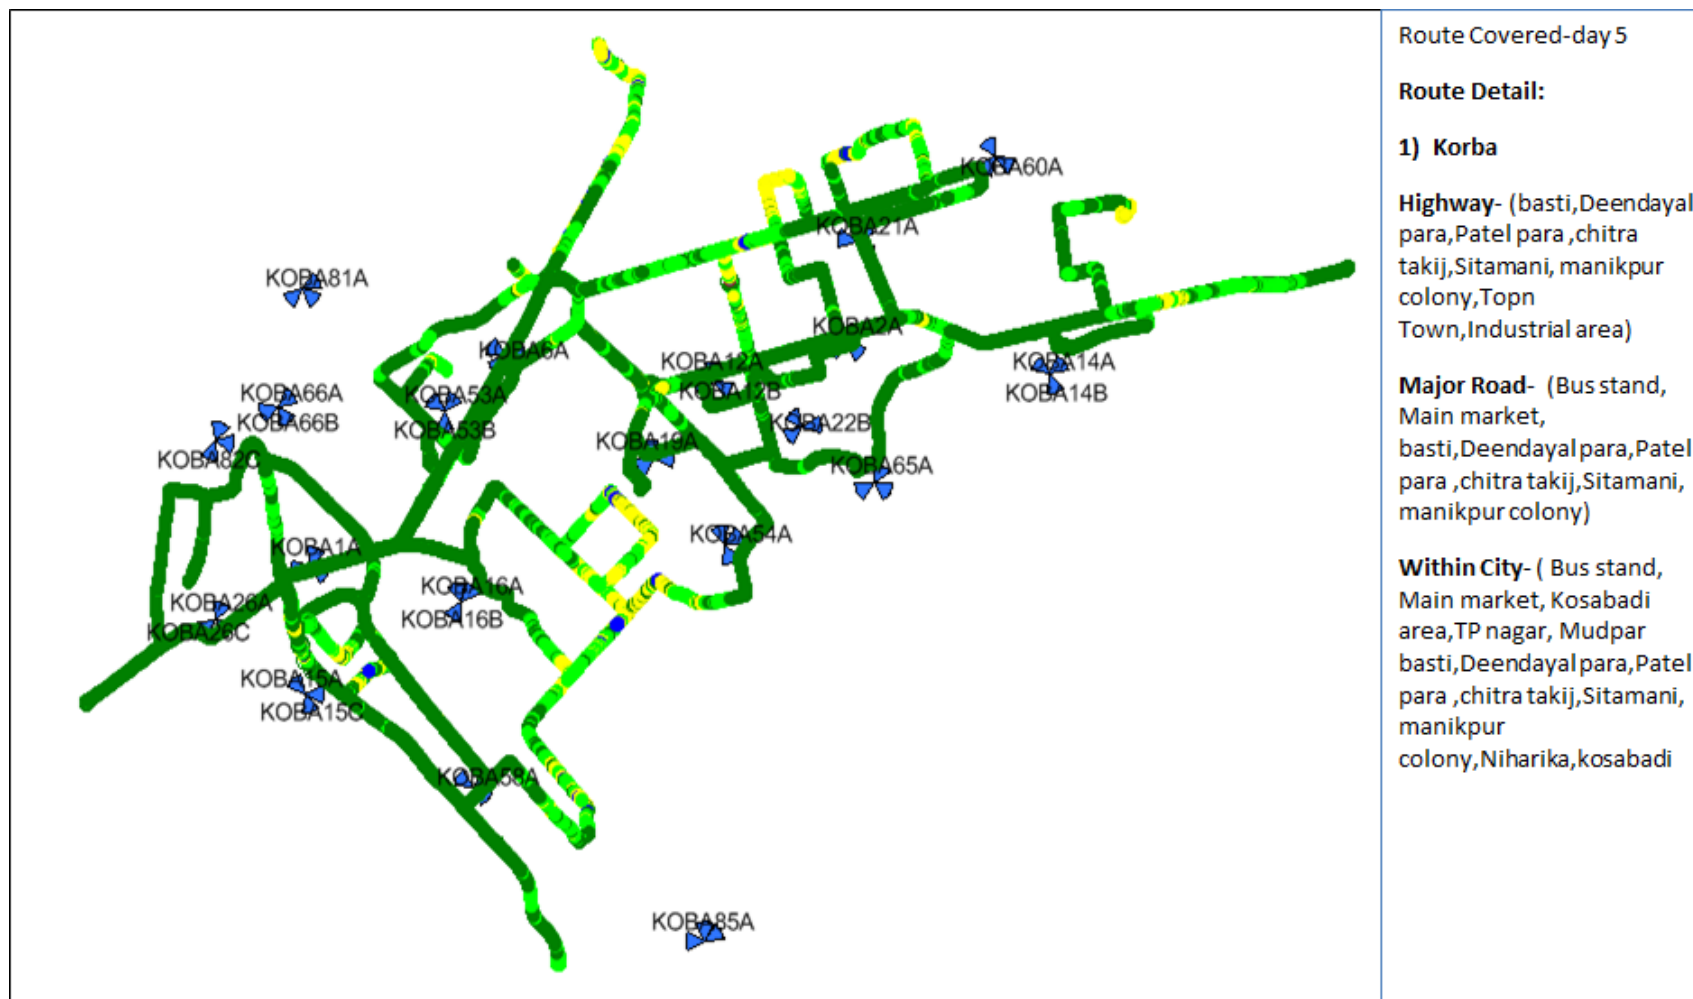 Route Covered-day 5
Route Detail:
1) Korba
Highway- (basti,Deendayal
para,Patel para ,chitra
takij,Sitamani, manikpur
colony,Topn
Town,Industrial area)
Major Road- (Bus stand,
Main market,
basti,Deendayalpara,Patel
para ,chitra takij,Sitamani,
manikpur colony)
Within City- ( Bus stand,
Main market, Kosabadi
area,TP nagar, Mudpar
basti,Deendayalpara,Patel
para ,chitra takij,Sitamani,
manikpur
colony,Niharika,kosabadi
KOBA60A
KOBA21A
KOBA81A
KOBA2A
KOBA6A
KOBA12A
KOBA14A
KOBA12B
KOBA14B
KOBA66A
KOBA53A
KOBA66B
KOBA53B
KOBA22B
KOBA19A
KOBA82C
KOBA65A
KOBA54A
KOBA1A
KOBA16A
KOBA26A
KOBA16B
KOBA26C
KOBA15A
KOBA15C
KOBA58A
KOBA85A